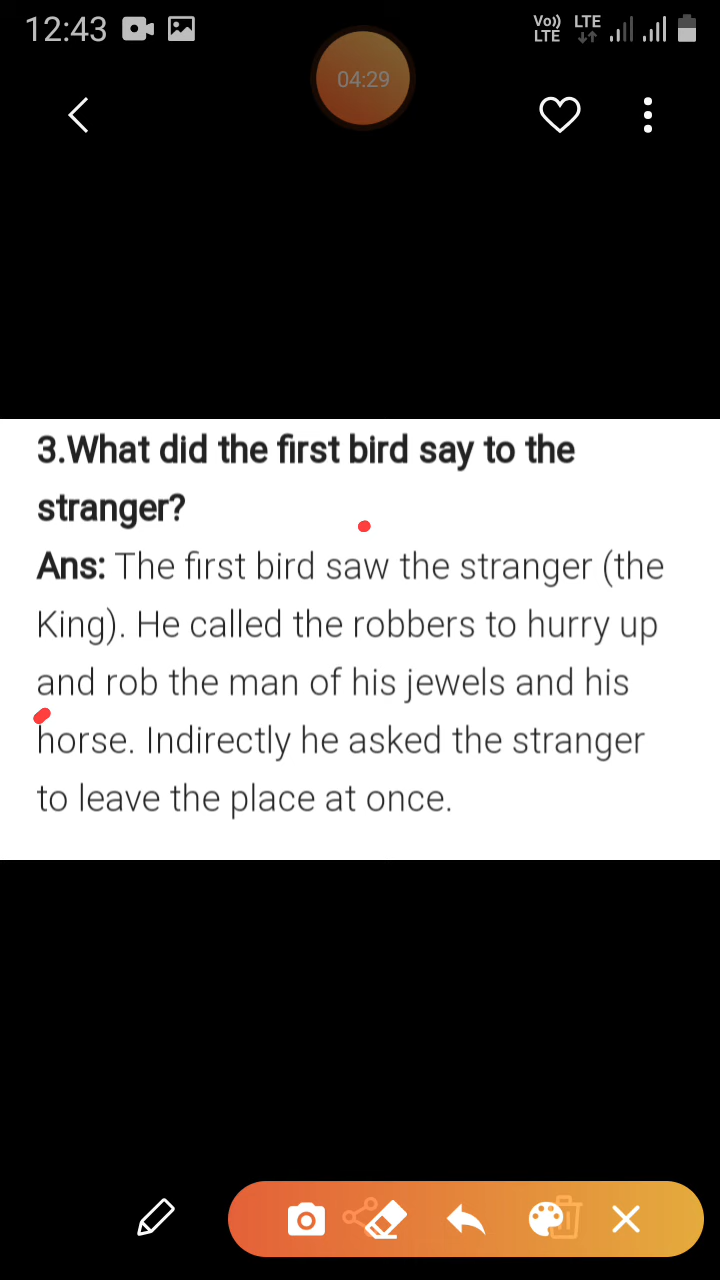 12:43
Vo)) LTE
LTE
04:29
3.What did the first bird say to the
stranger?
Ans: The first bird saw the stranger (the
King). He called the robbers to hurry up
and rob the man of his jewels and his
horse. Indirectly he asked the stranger
to leave the place at once.